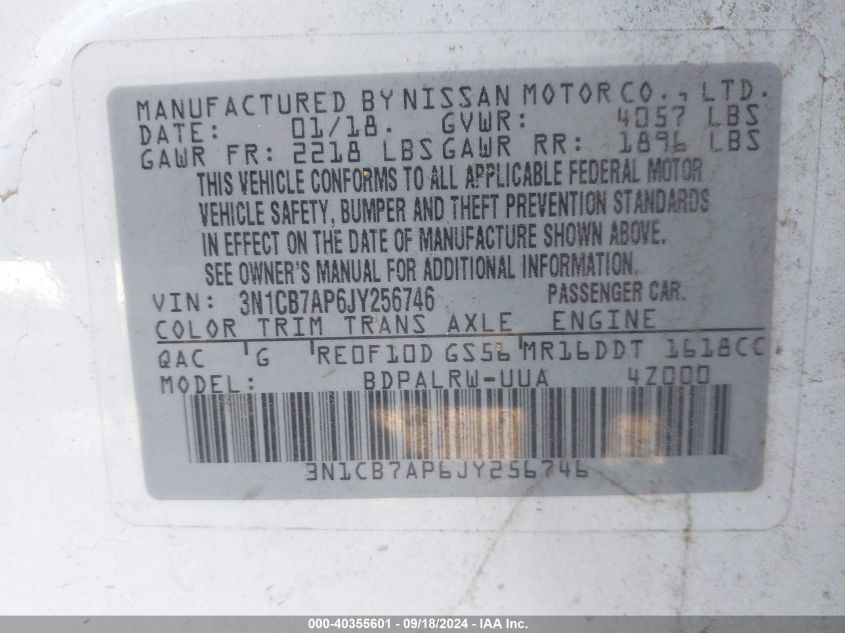 MANUFACTURED BY NISSAN MOTOR CO., LTD.
DATE: 01/18. GVWR: 4057 LBS
GAWR FR: 2218 LBS GAWR RR: 1896 LBS
THIS VEHICLE CONFORMS TO ALL APPLICABLE FEDERAL MOTOR
VEHICLE SAFETY, BUMPER AND THEFT PREVENTION STANDARDS
IN EFFECT ON THE DATE OF MANUFACTURE SHOWN ABOVE.
SEE OWNER'S MANUAL FOR ADDITIONAL INFORMATION.
VIN: 3N1CB7AP6JY256746 PASSENGER CAR.
COLOR TRIM TRANS AXLE ENGINE
QAC G RE0F10D GS56 MR16DDT 1618CC
MODEL: BDPALRW-UUA 4Z000
3N1CB7AP6JY256746
000-40355601 - 09/18/2024 - IAA Inc.